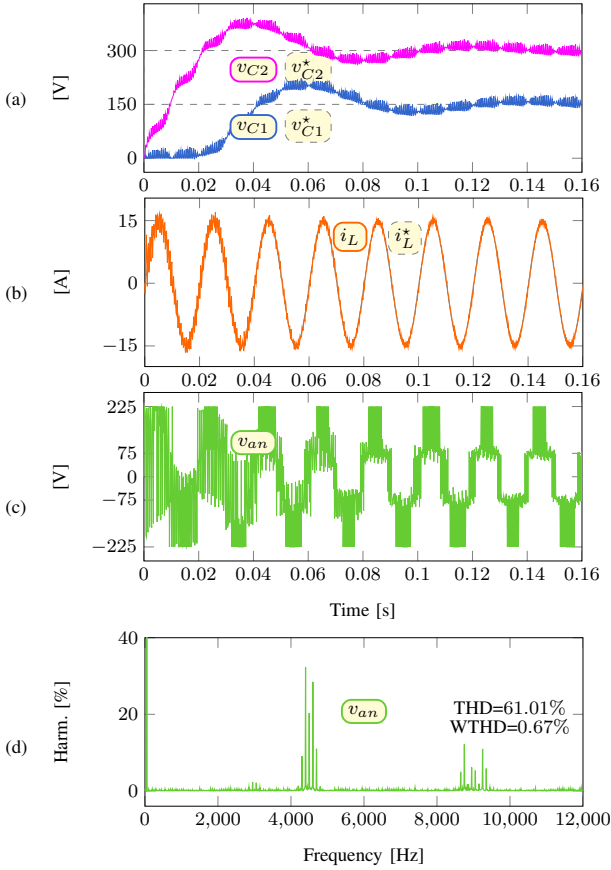 300
150
0
[V]
(a)
v_{C2} v^⋆_{C2}
v_{C1} v^⋆_{C1}
0 0.02 0.04 0.06 0.08 0.1 0.12 0.14 0.16
15
0
−15
[A]
(b)
i_L i^⋆_L
0 0.02 0.04 0.06 0.08 0.1 0.12 0.14 0.16
225
75
-75
−225
[V]
(c)
v_{an}
0 0.02 0.04 0.06 0.08 0.1 0.12 0.14 0.16
Time [s]
40
20
0
Harm. [%]
(d)
v_{an}
THD=61.01%
WTHD=0.67%
0 2,000 4,000 6,000 8,000 10,000 12,000
Frequency [Hz]